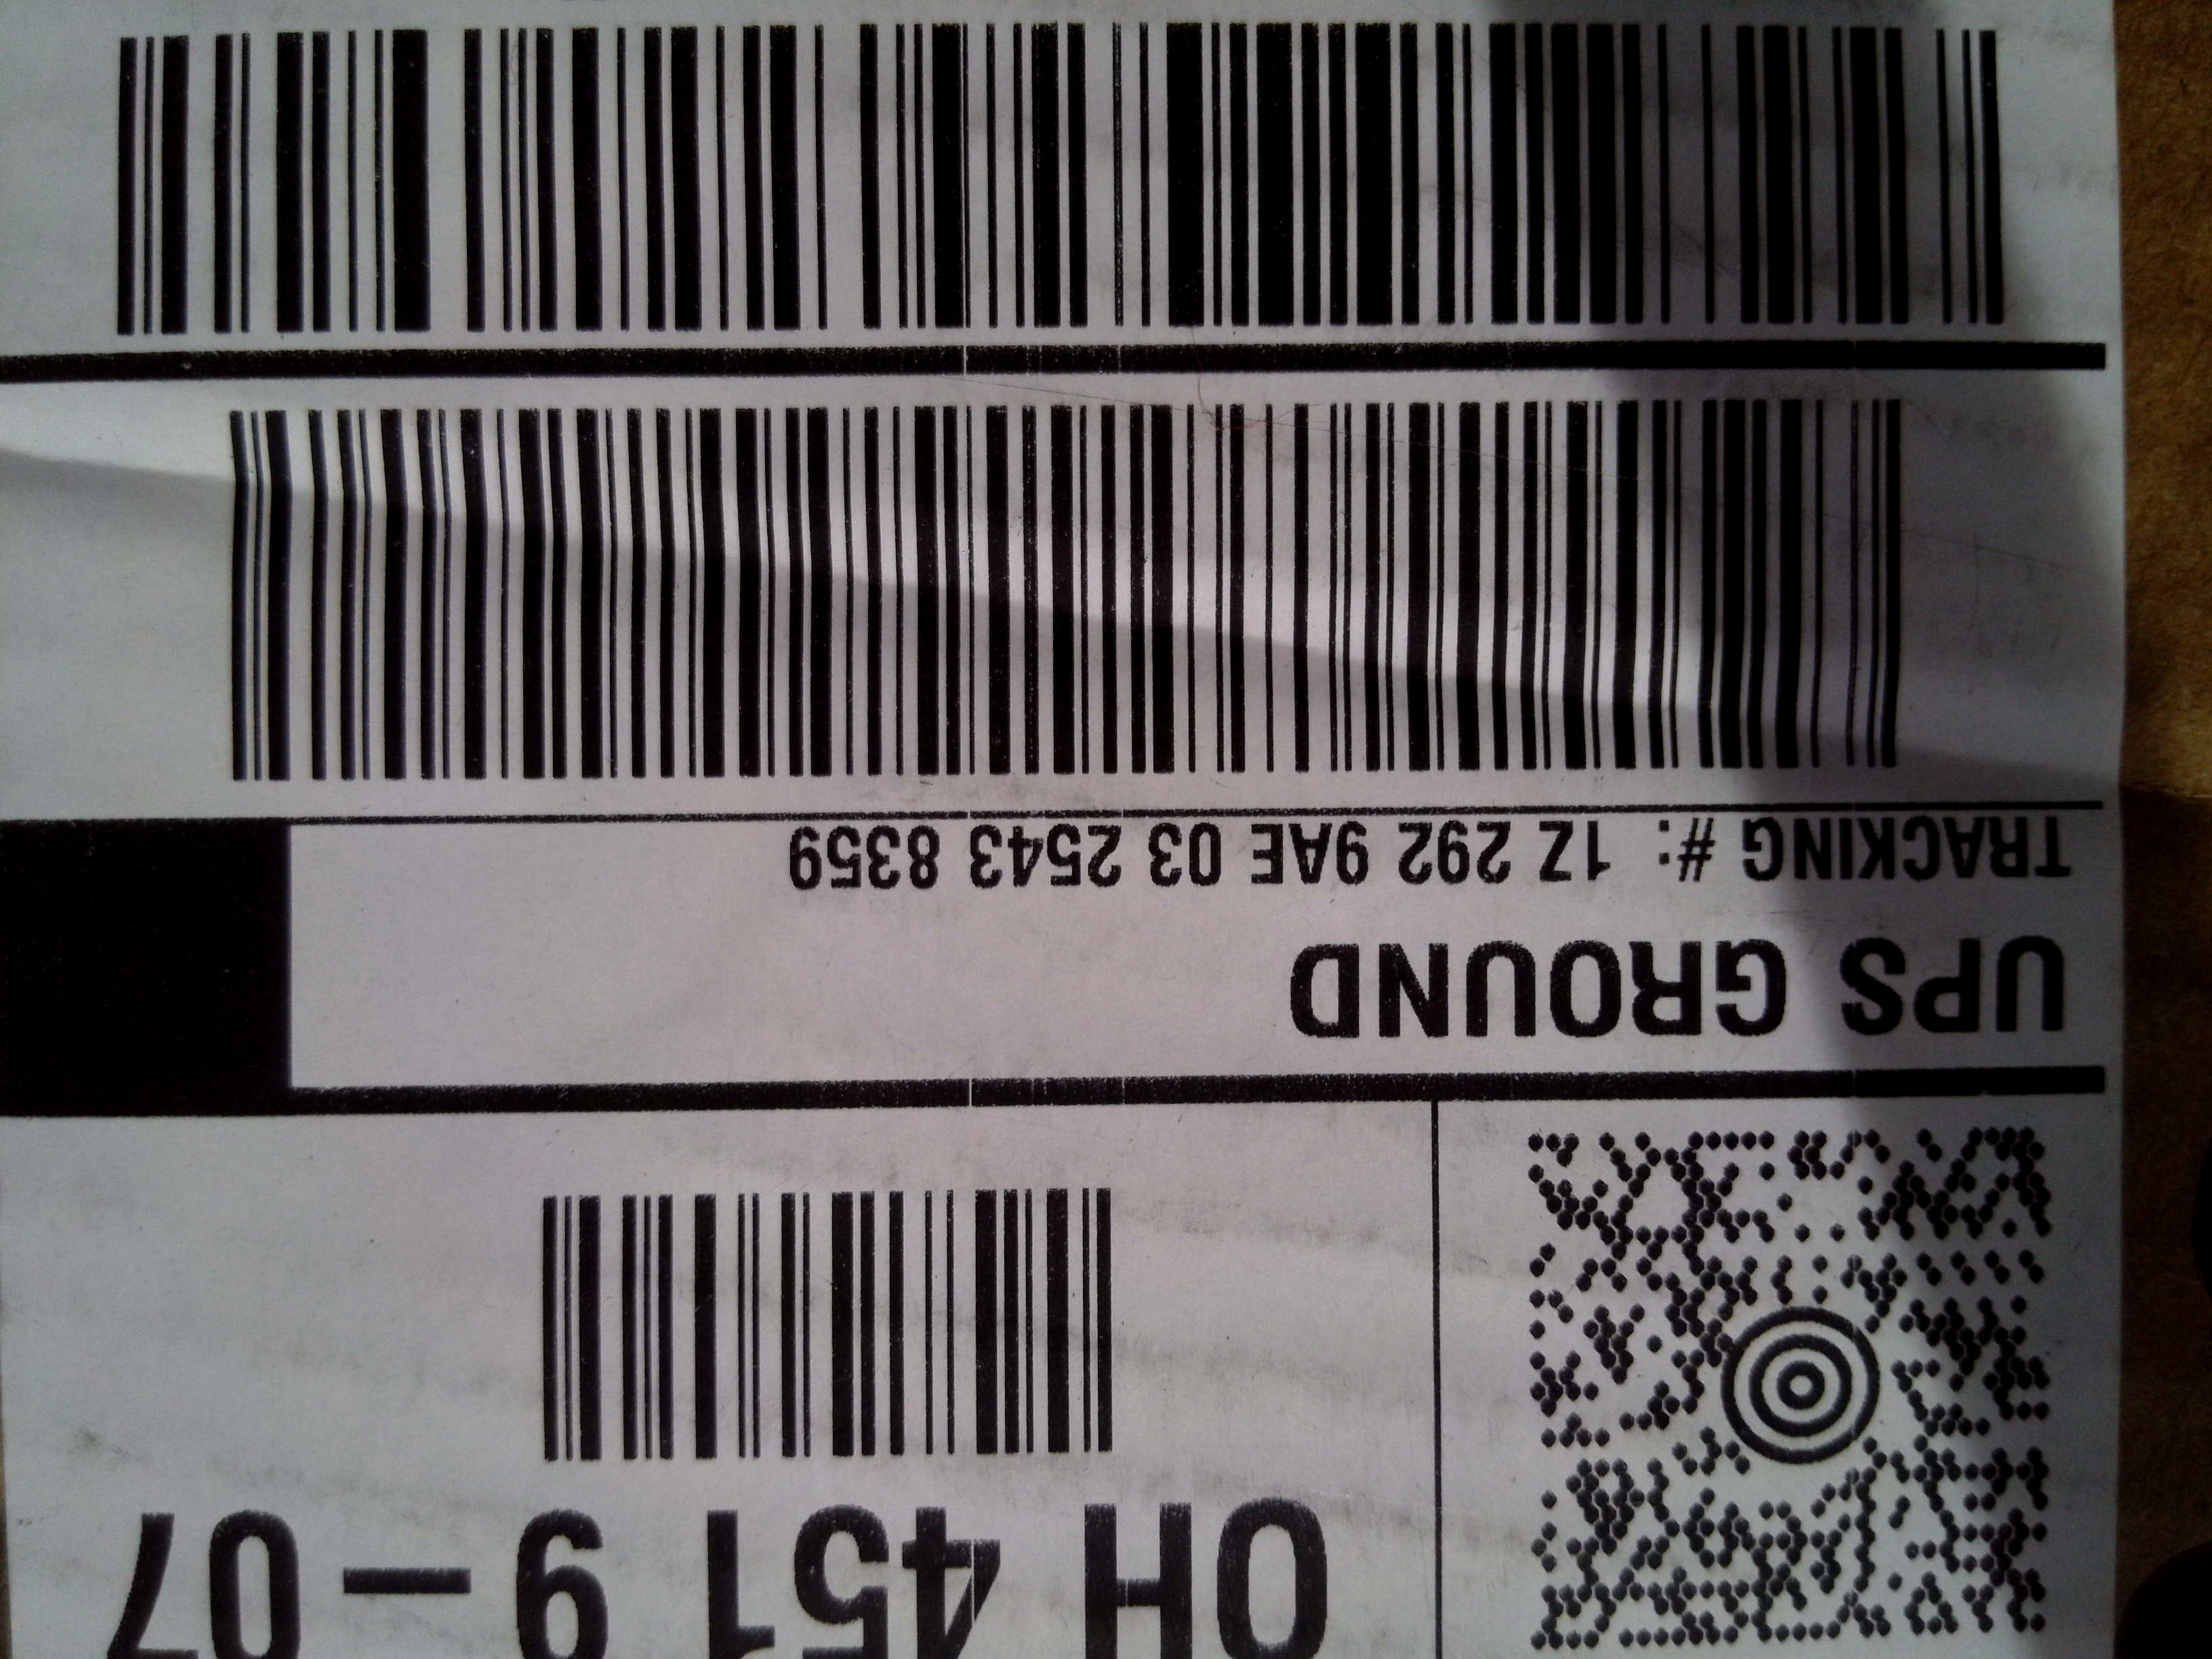 OH 451 9-07
UPS GROUND
TRACKING #: 1Z 292 9AE 03 2543 8359